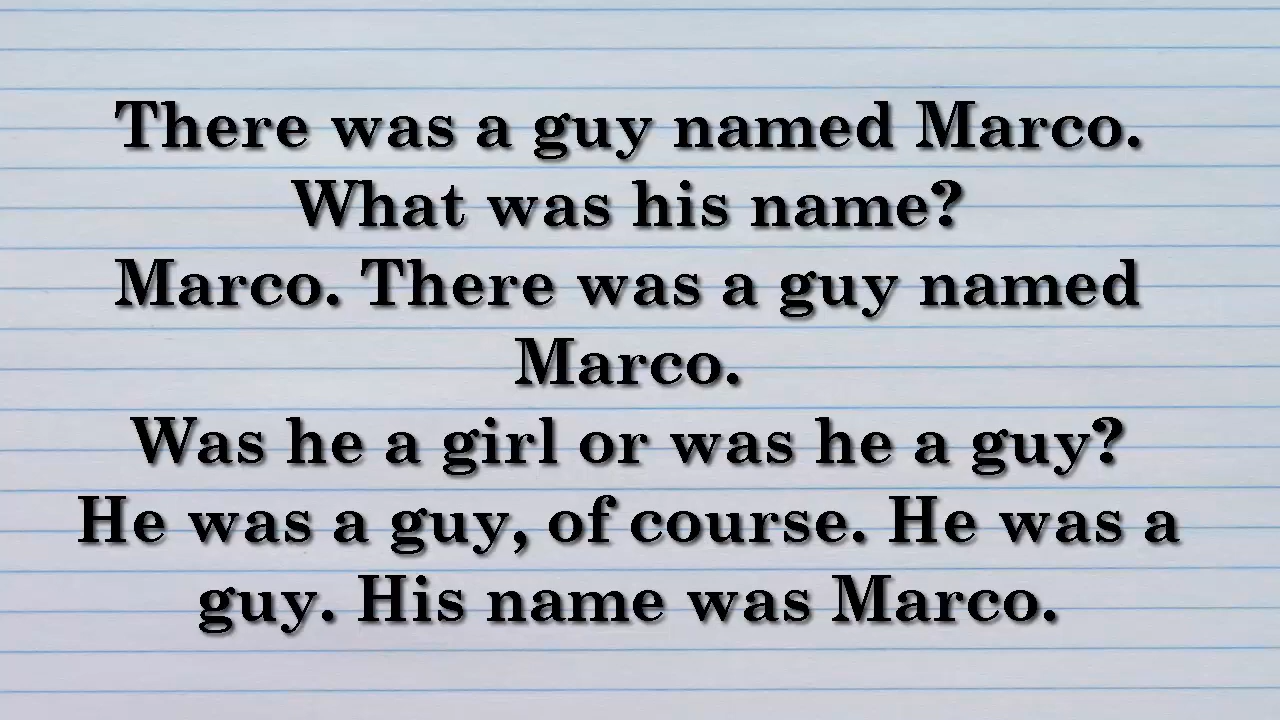 There was a guy named Marco.
What was his name?
Marco. There was a guy named
Marco.
Was he a girl or was he a guy?
He was a guy, of course. He was a
guy. His name was Marco.